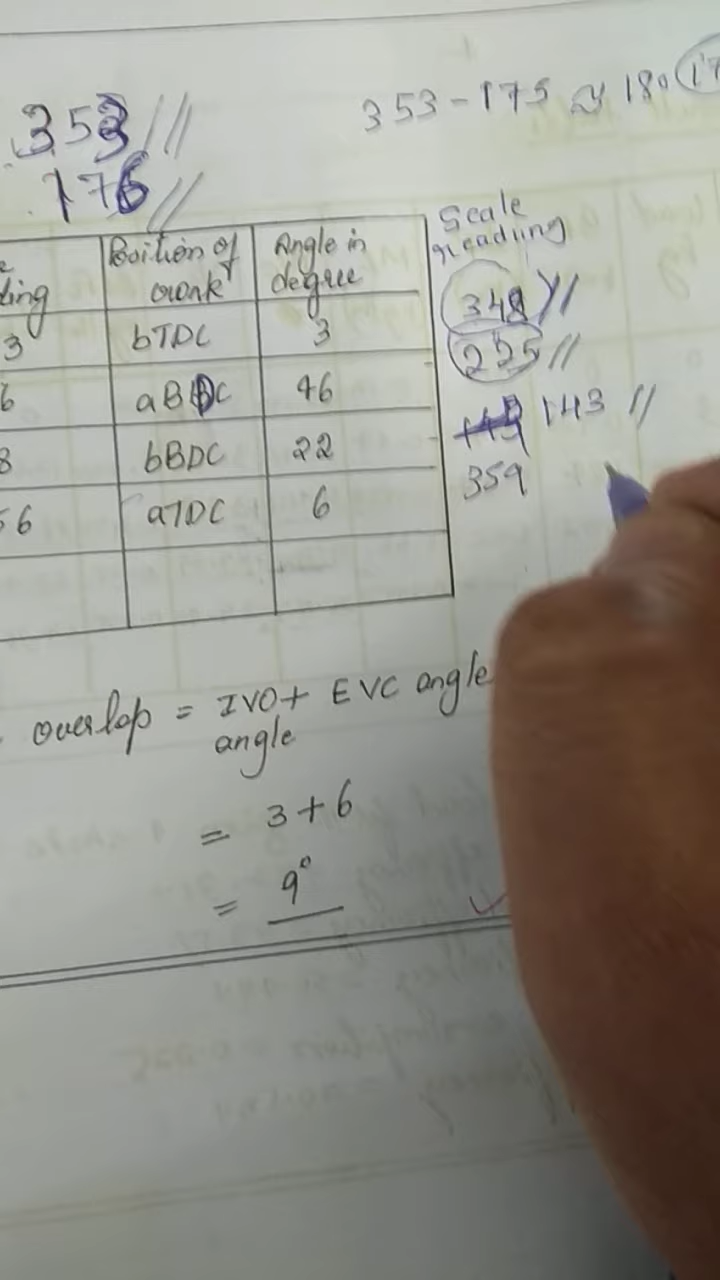 353 //
353-175 ≈ 180
176 //
Scale
reading
Position of
crank
Angle in
degree
348 //
3 bTDC 3
225 //
6 aBDC 46
143 //
8 bBDC 22
359
56 aTDC 6
overlap = IVO + EVC angle
angle
= 3+6
= 9°